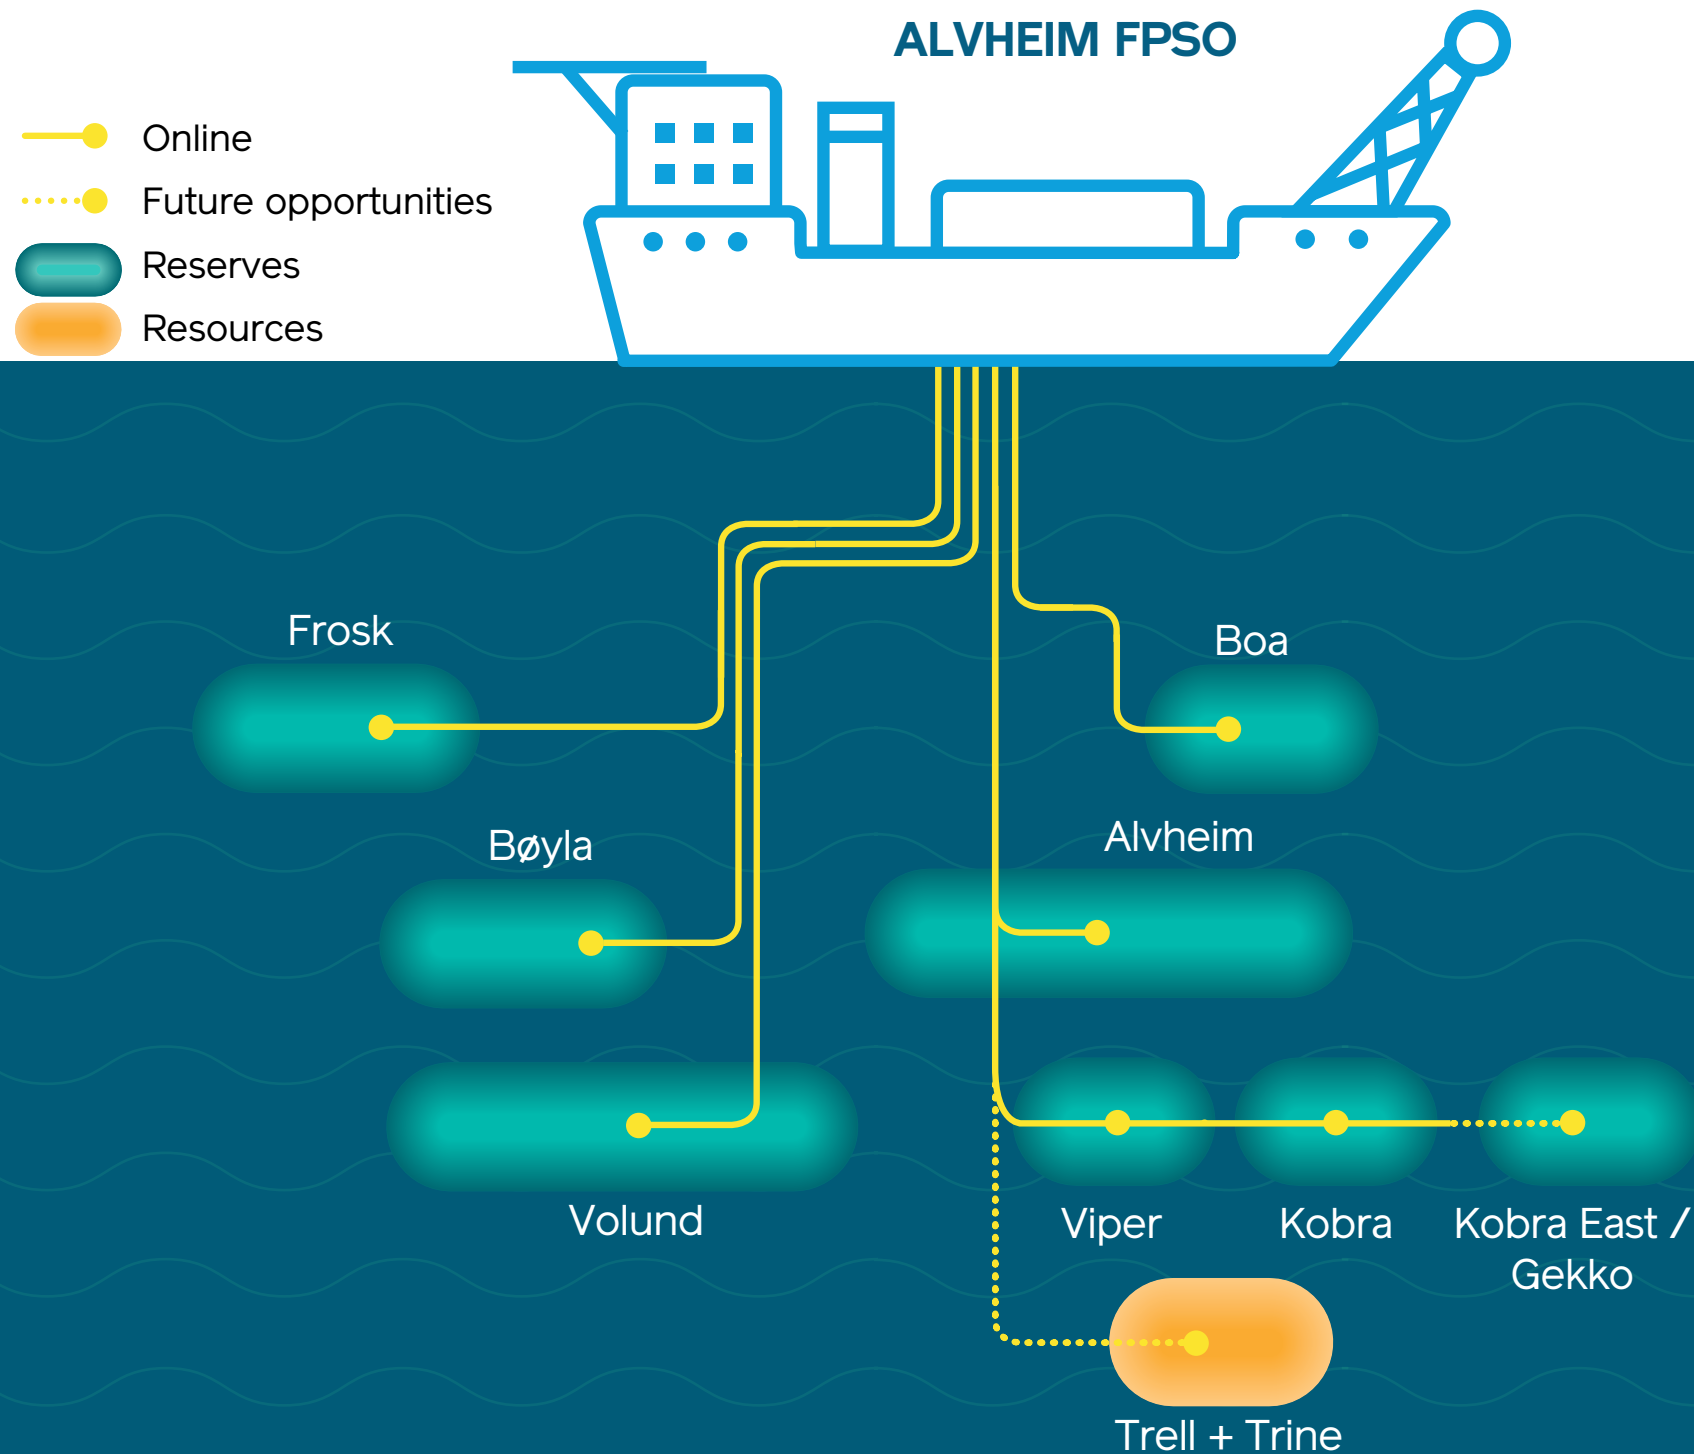 ALVHEIM FPSO
Online
Future opportunities
Reserves
Resources
Frosk
Boa
Bøyla
Alvheim
Volund
Viper
Kobra
Kobra East /
Gekko
Trell + Trine